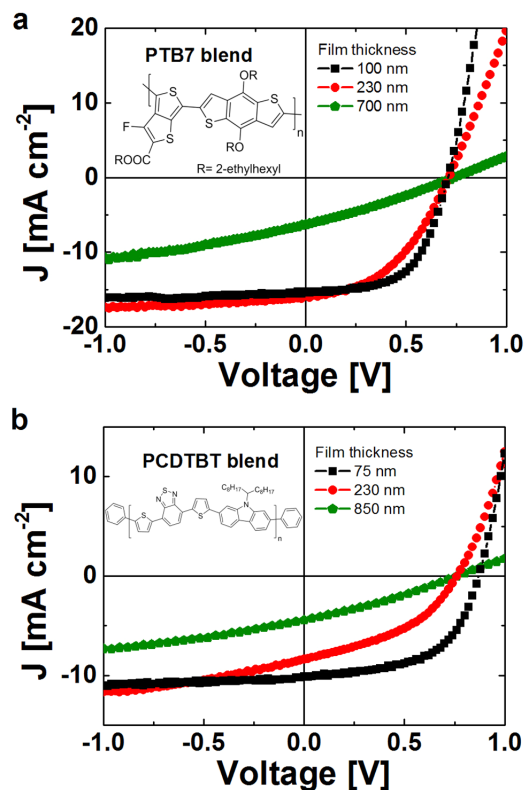 a
PTB7 blend
Film thickness
100 nm
230 nm
700 nm
OR
S
S
S
n
F
S
S
ROOC
OR
R= 2-ethylhexyl
J [mA cm-2]
20
10
0
-10
-20
-1.0 -0.5 0.0 0.5 1.0
Voltage [V]
b
PCDTBT blend
Film thickness
75 nm
230 nm
850 nm
C8H17 C8H17
N S N
N
S
S
n
J [mA cm-2]
10
0
-10
-1.0 -0.5 0.0 0.5 1.0
Voltage [V]